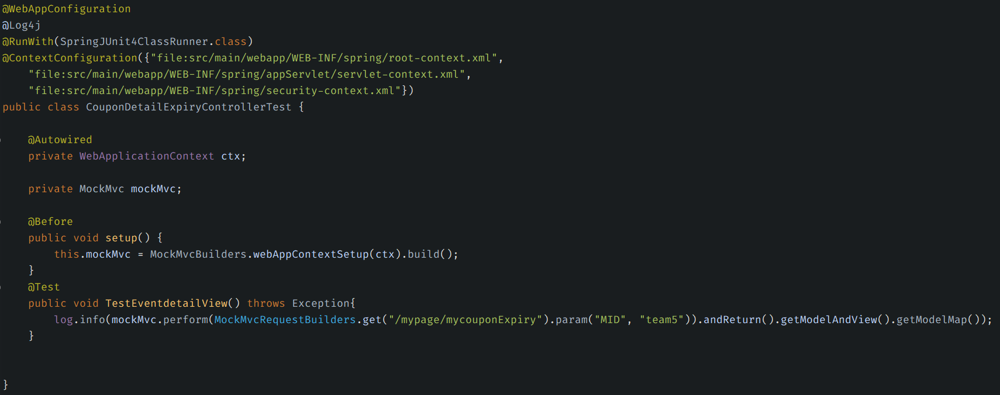 @WebAppConfiguration
@Log4j
@RunWith(SpringJUnit4ClassRunner.class)
@ContextConfiguration({"file:src/main/webapp/WEB-INF/spring/root-context.xml",
    "file:src/main/webapp/WEB-INF/spring/appServlet/servlet-context.xml",
    "file:src/main/webapp/WEB-INF/spring/security-context.xml"})
public class CouponDetailExpiryControllerTest {
    @Autowired
    private WebApplicationContext ctx;
    private MockMvc mockMvc;
    @Before
    public void setup() {
        this.mockMvc = MockMvcBuilders.webAppContextSetup(ctx).build();
    }
    @Test
    public void TestEventdetailView() throws Exception{
        log.info(mockMvc.perform(MockMvcRequestBuilders.get("/mypage/mycouponExpiry").param("MID", "team5")).andReturn().getModelAndView().getModelMap());
    }
}